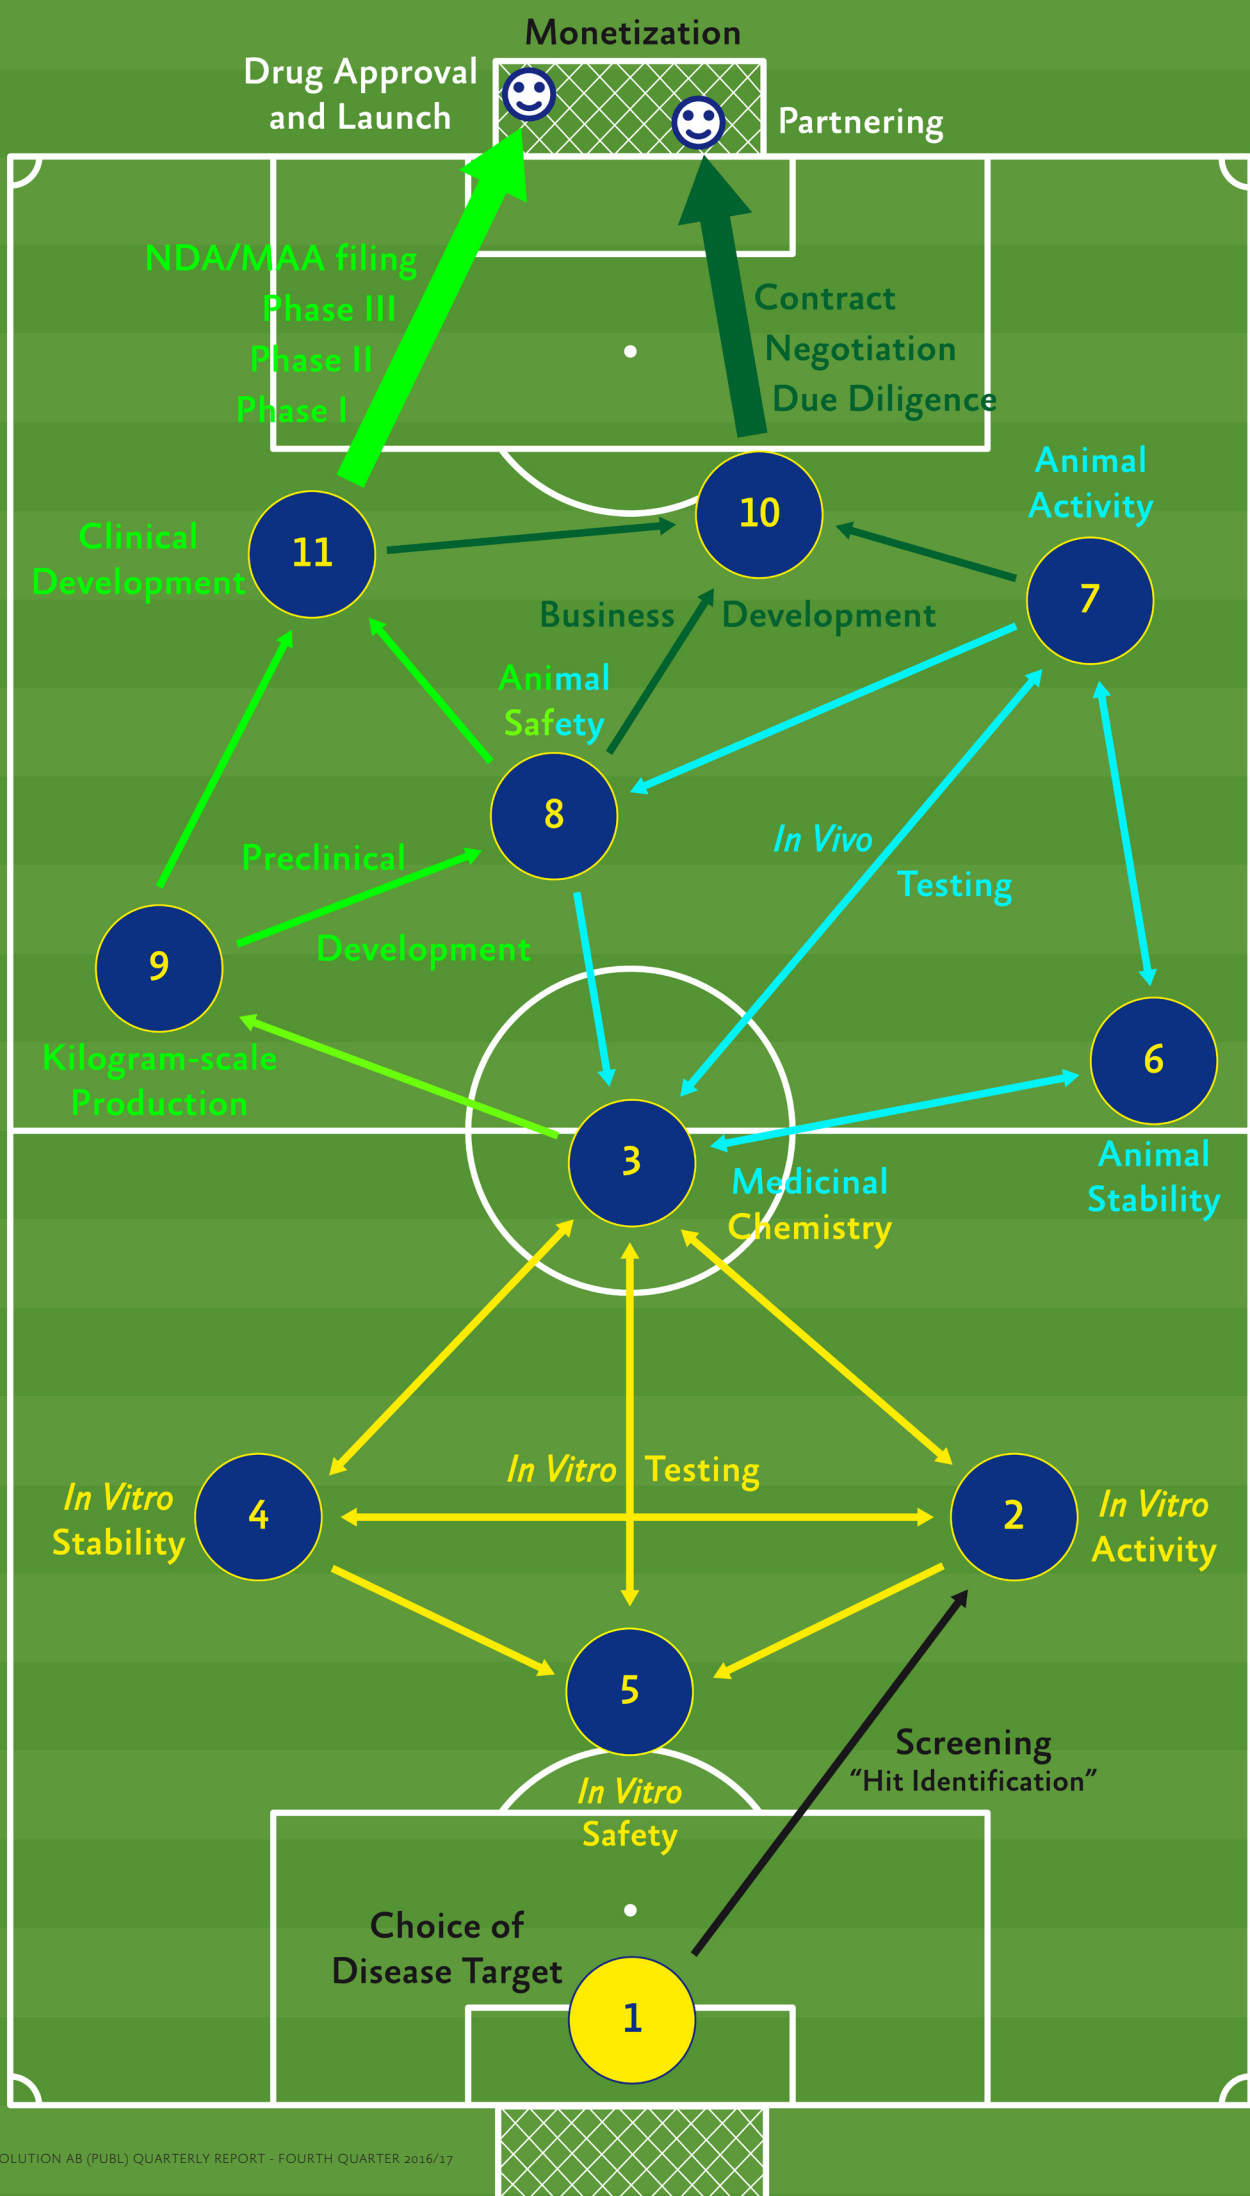 Monetization
Drug Approval
and Launch
Partnering
NDA/MAA filing
Phase III
Phase II
Phase I
Contract
Negotiation
Due Diligence
Animal
Activity
10
Clinical
Development
11
7
Business Development
Animal
Safety
8
In Vivo
Testing
Preclinical
Development
9
Kilogram-scale
Production
6
Animal
Stability
3
Medicinal
Chemistry
In Vitro Testing
In Vitro
Stability
4
2
In Vitro
Activity
5
In Vitro
Safety
Screening
“Hit Identification”
Choice of
Disease Target
1
OLUTION AB (PUBL) QUARTERLY REPORT - FOURTH QUARTER 2016/17